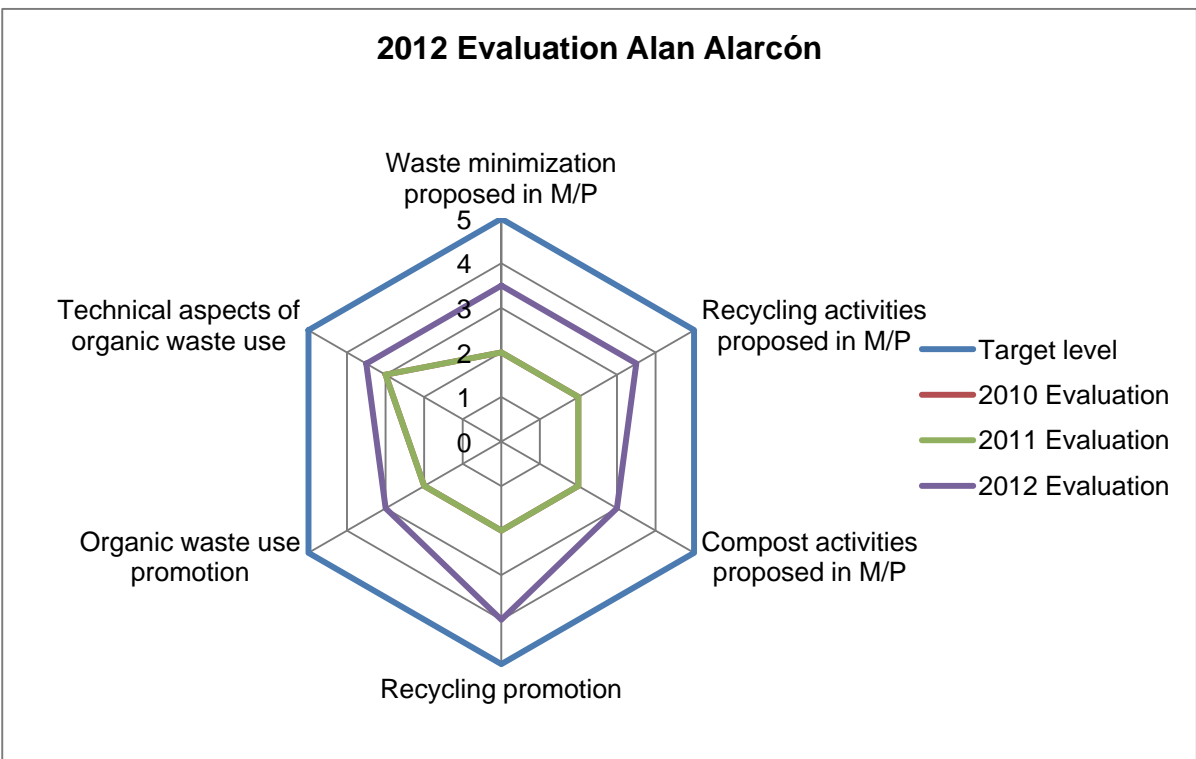 2012 Evaluation Alan Alarcón
Waste minimization
proposed in M/P
5
4
3
2
1
0
Technical aspects of
organic waste use
Recycling activities
proposed in M/P
Organic waste use
promotion
Compost activities
proposed in M/P
Recycling promotion
Target level
2010 Evaluation
2011 Evaluation
2012 Evaluation